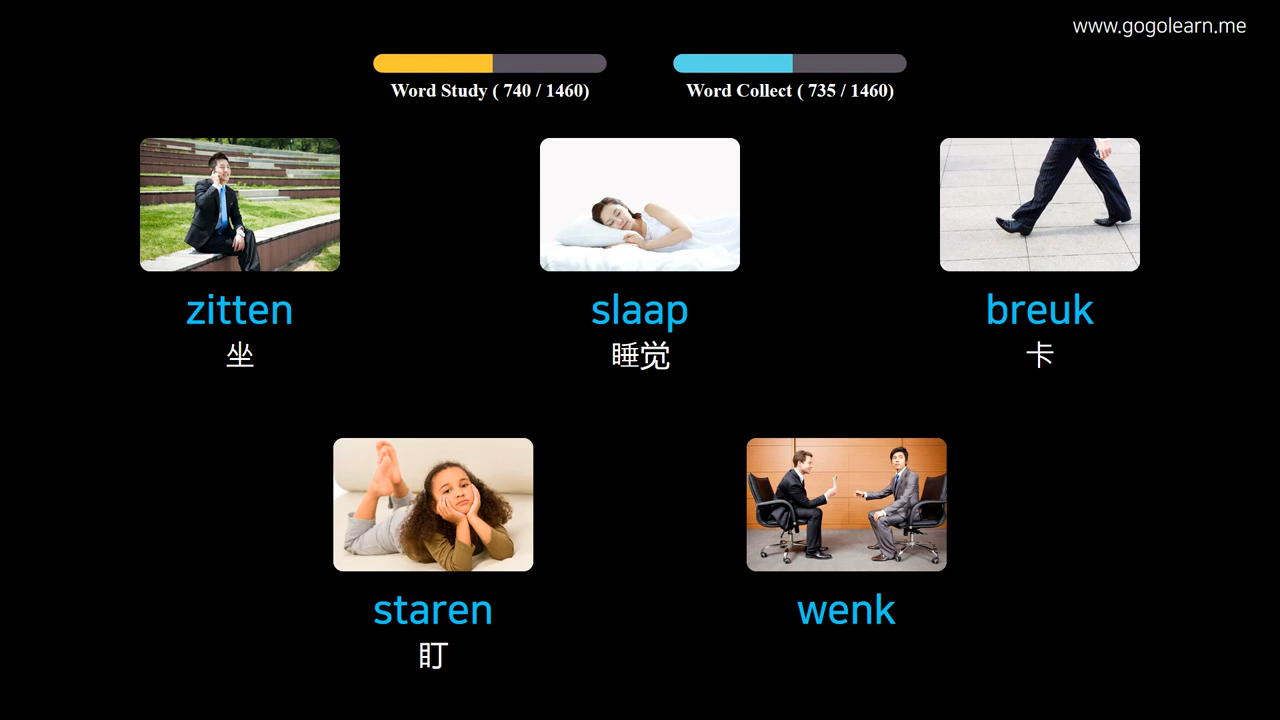 www.gogolearn.me
Word Study ( 740 / 1460)
Word Collect ( 735 / 1460)
zitten
坐
slaap
睡觉
breuk
卡
staren
盯
wenk